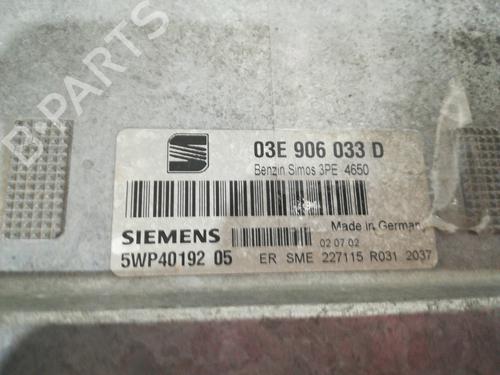 B-PARTS
03E 906 033 D
Benzin Simos 3PE 4650
SIEMENS
Made in German
02 07 02
5WP40192 05
ER SME 227115 R031 2037